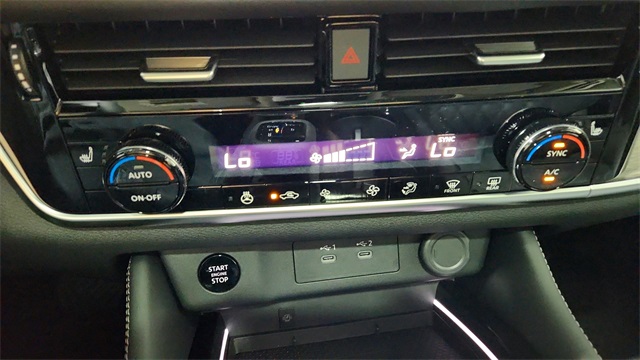 SYNC
Lo
Lo
AUTO
ON·OFF
SYNC
A/C
FRONT
REAR
1
2
START
ENGINE
STOP